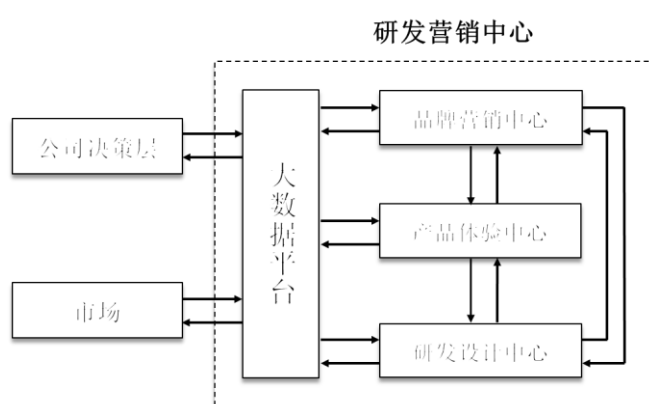 研发营销中心
品牌营销中心
公司决策层
大数据平台
产品体验中心
市场
研发设计中心